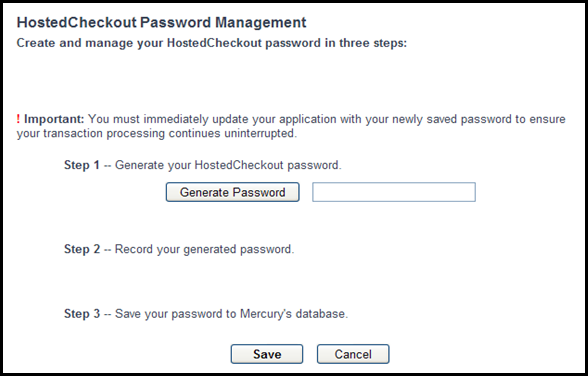 HostedCheckout Password Management
Create and manage your HostedCheckout password in three steps:
! Important: You must immediately update your application with your newly saved password to ensure
your transaction processing continues uninterrupted.
Step 1 -- Generate your HostedCheckout password.
Generate Password
Step 2 -- Record your generated password.
Step 3 -- Save your password to Mercury's database.
Save Cancel